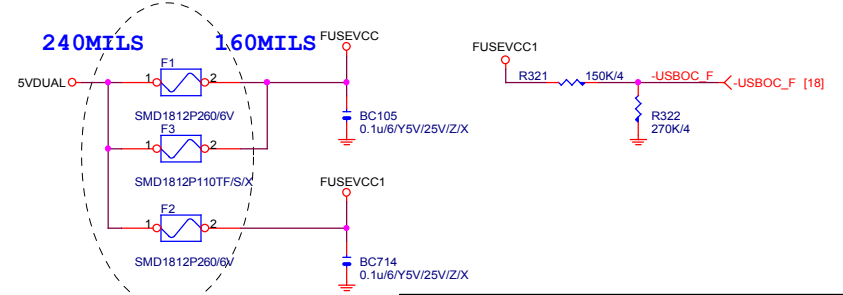 240MILS 160MILS FUSEVCC
F1
5VDUAL 1 2
SMD1812P260/6V
BC105
0.1u/6/Y5V/25V/Z/X
F3
1 2
SMD1812P110TF/S/X
FUSEVCC1
F2
1 2
SMD1812P260/6V
BC714
0.1u/6/Y5V/25V/Z/X
FUSEVCC1
R321 150K/4 -USBOC_F -USBOC_F [18]
R322
270K/4